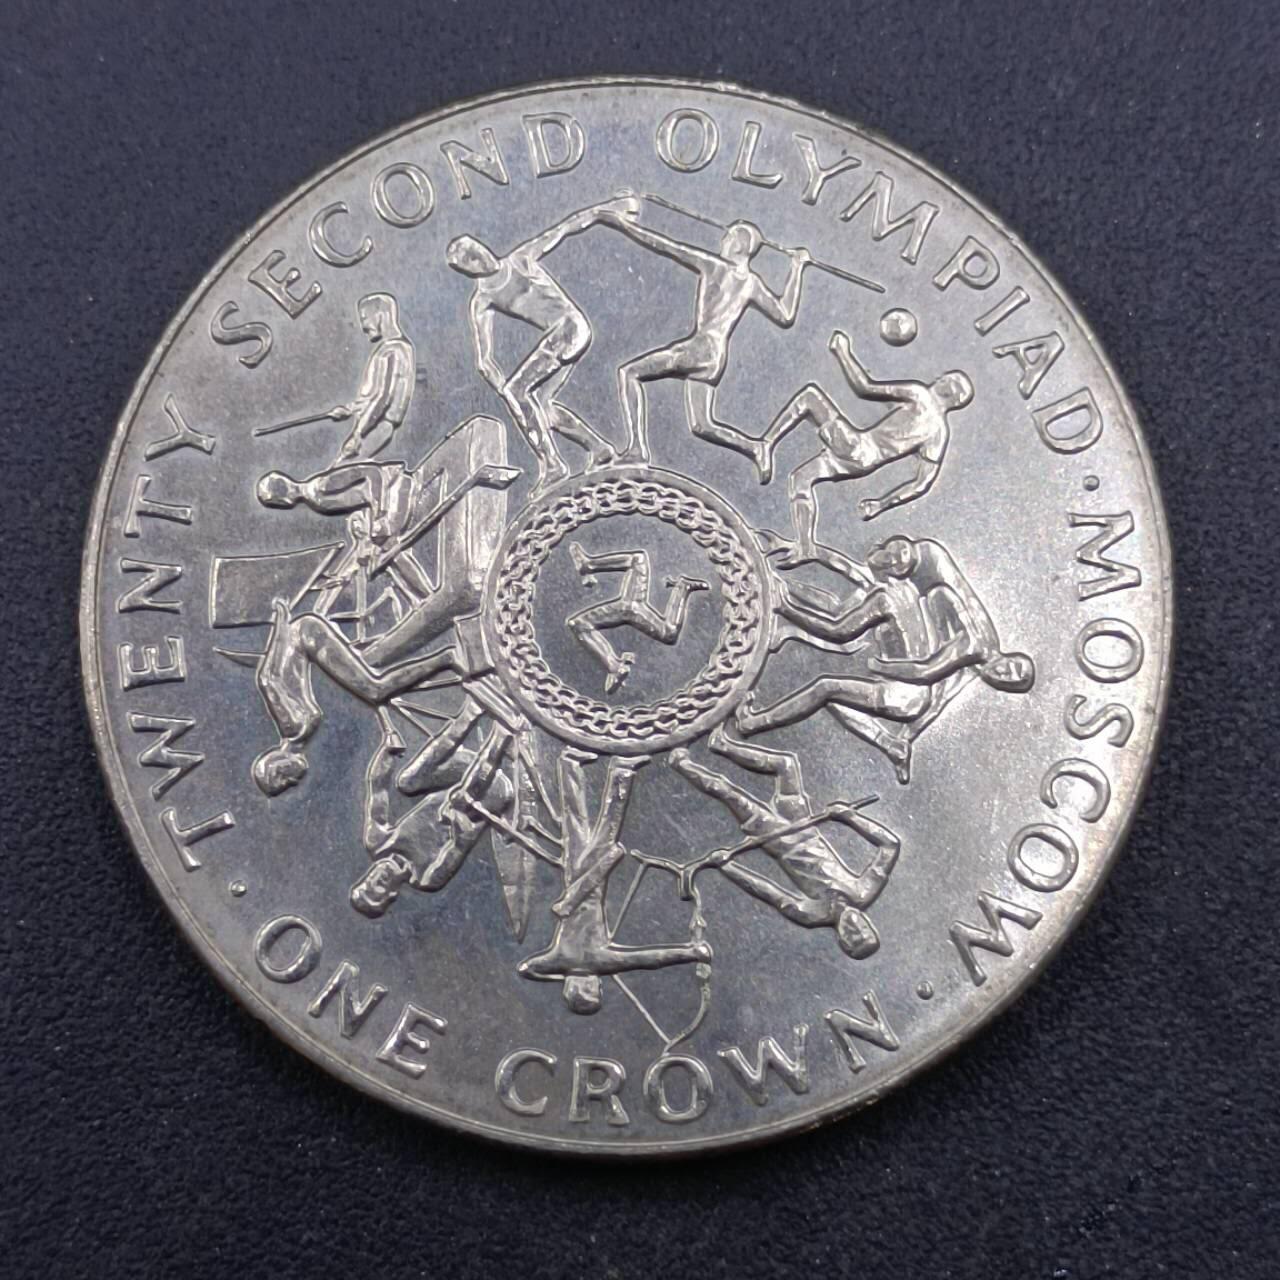 TWENTY SECOND OLYMPIAD · MOSCOW · ONE CROWN ·